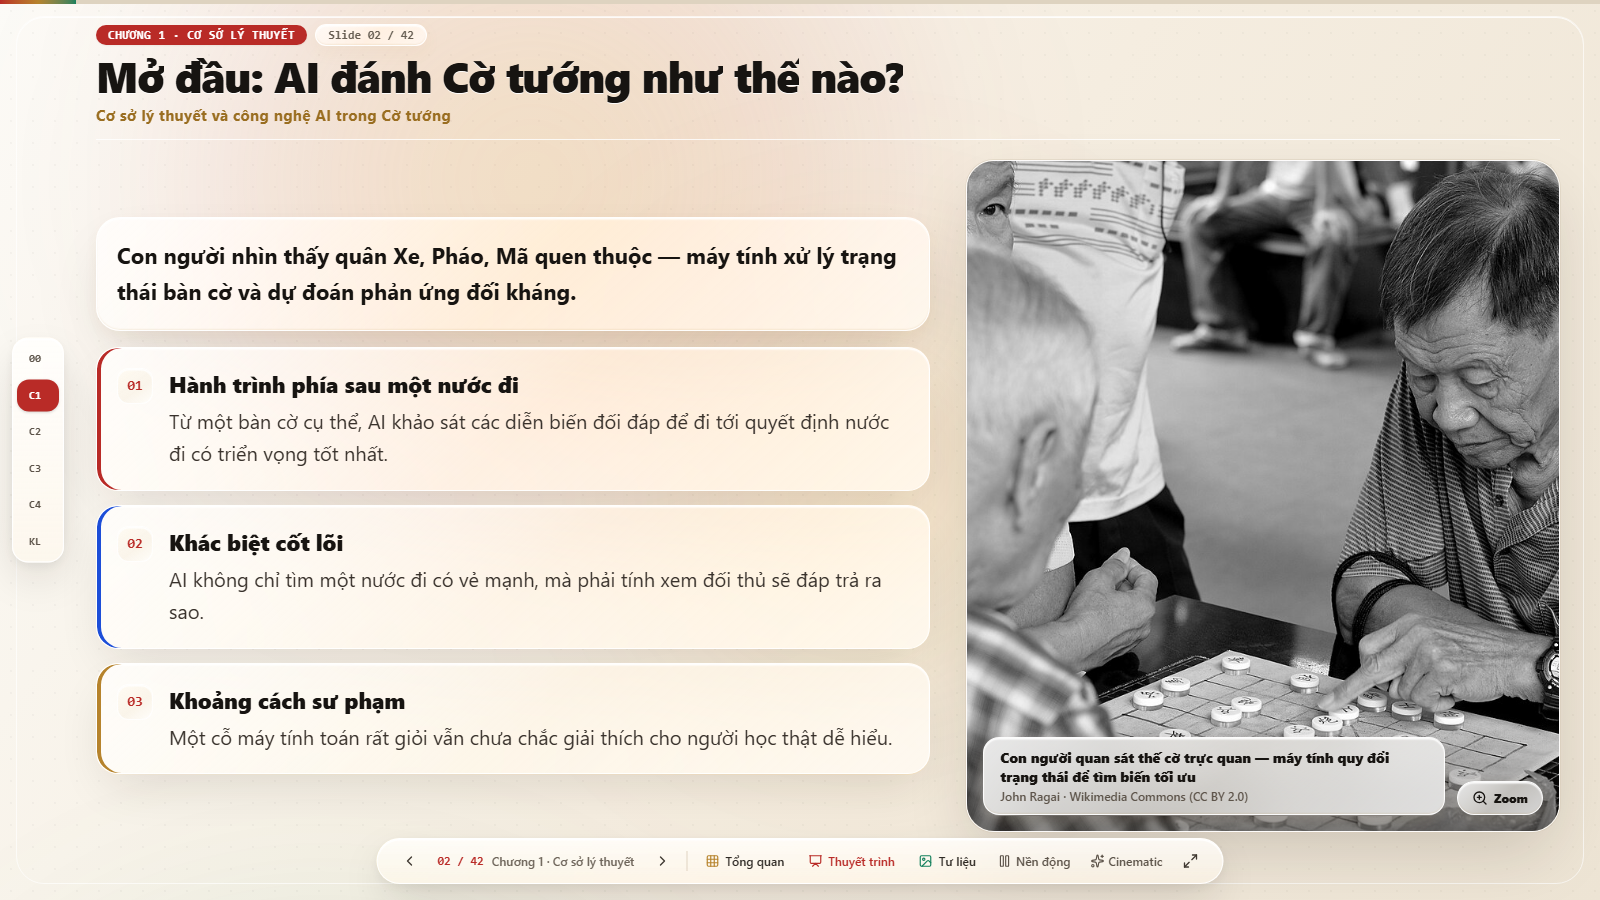 CHƯƠNG 1 · CƠ SỞ LÝ THUYẾT
Slide 02 / 42
Mở đầu: AI đánh Cờ tướng như thế nào?
Cơ sở lý thuyết và công nghệ AI trong Cờ tướng
Con người nhìn thấy quân Xe, Pháo, Mã quen thuộc — máy tính xử lý trạng
thái bàn cờ và dự đoán phản ứng đối kháng.
01
Hành trình phía sau một nước đi
Từ một bàn cờ cụ thể, AI khảo sát các diễn biến đối đáp để đi tới quyết định nước
đi có triển vọng tốt nhất.
02
Khác biệt cốt lõi
AI không chỉ tìm một nước đi có vẻ mạnh, mà phải tính xem đối thủ sẽ đáp trả ra
sao.
03
Khoảng cách sư phạm
Một cỗ máy tính toán rất giỏi vẫn chưa chắc giải thích cho người học thật dễ hiểu.
00
C1
C2
C3
C4
KL
Con người quan sát thế cờ trực quan — máy tính quy đổi
trạng thái để tìm biến tối ưu
John Ragai · Wikimedia Commons (CC BY 2.0)
Zoom
02 / 42
Chương 1 · Cơ sở lý thuyết
Tổng quan
Thuyết trình
Tư liệu
Nền động
Cinematic